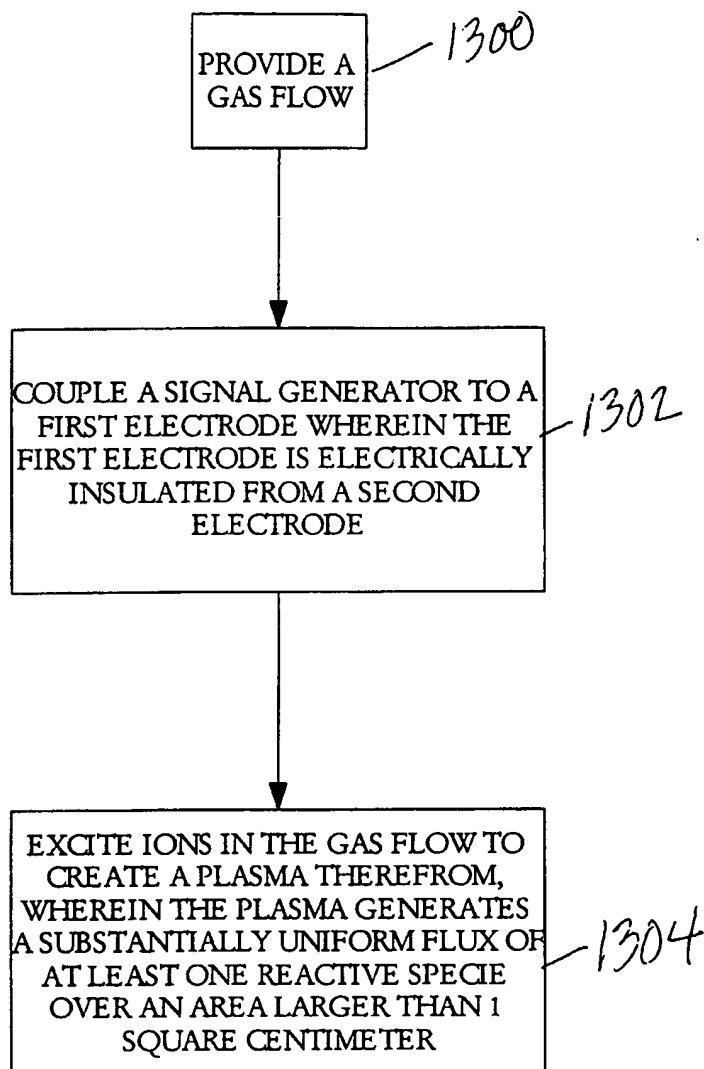 PROVIDE A
GAS FLOW
1300
COUPLE A SIGNAL GENERATOR TO A
FIRST ELECTRODE WHEREIN THE
FIRST ELECTRODE IS ELECTRICALLY
INSULATED FROM A SECOND
ELECTRODE
1302
EXCITE IONS IN THE GAS FLOW TO
CREATE A PLASMA THEREFROM,
WHEREIN THE PLASMA GENERATES
A SUBSTANTIALLY UNIFORM FLUX OF
AT LEAST ONE REACTIVE SPECIE
OVER AN AREA LARGER THAN 1
SQUARE CENTIMETER
1304